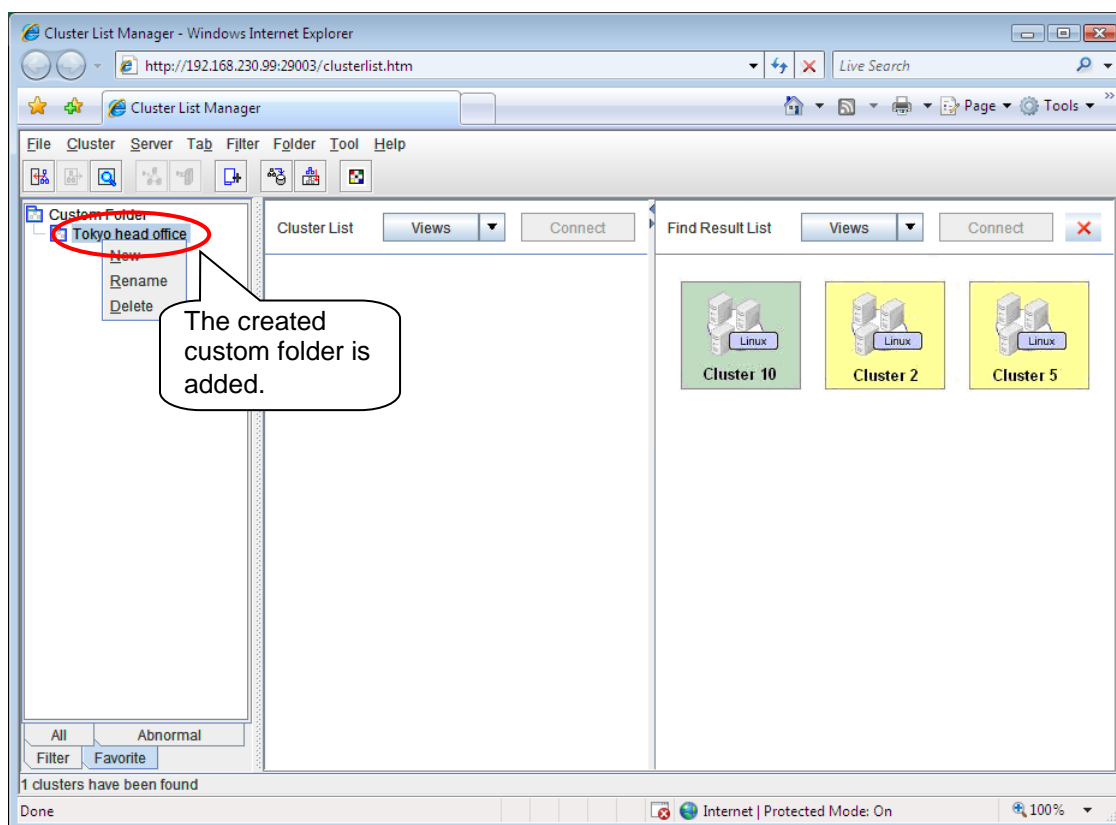 Cluster List Manager - Windows Internet Explorer
http://192.168.230.99:29003/clusterlist.htm
Live Search
Cluster List Manager
Page
Tools
File Cluster Server Tab Filter Folder Tool Help
Custom Folder
Tokyo head office
New
Rename
Delete
The created
custom folder is
added.
Cluster List
Views
Connect
Find Result List
Views
Connect
Linux
Cluster 10
Linux
Cluster 2
Linux
Cluster 5
All
Abnormal
Filter
Favorite
1 clusters have been found
Done
Internet | Protected Mode: On
100%